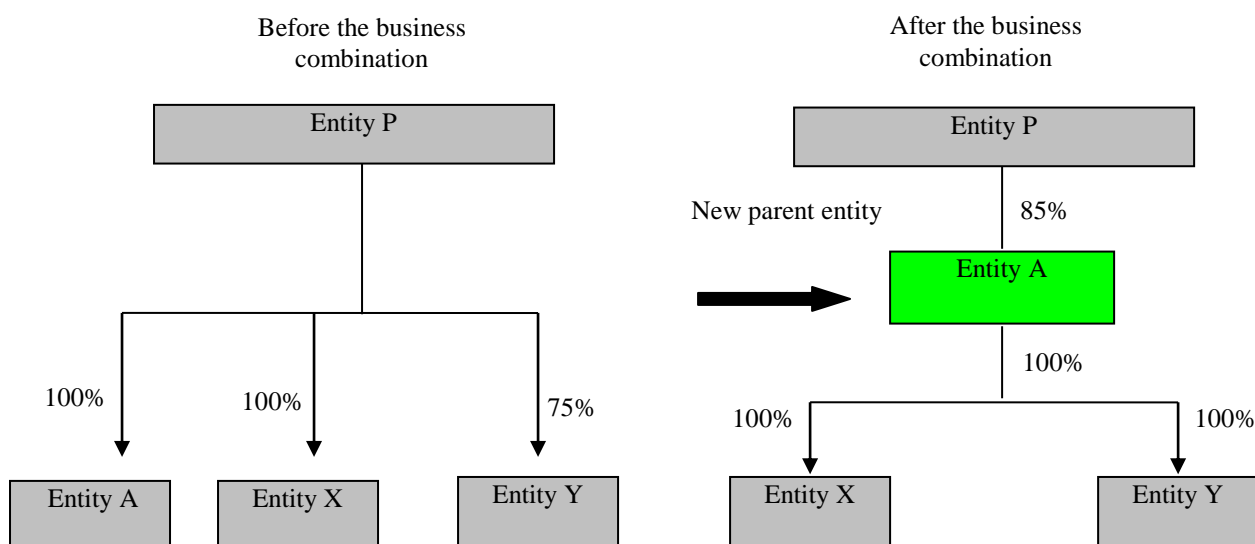 Before the business
combination
Entity P
100%
100%
75%
Entity A
Entity X
Entity Y
After the business
combination
Entity P
New parent entity
85%
Entity A
100%
100%
100%
Entity X
Entity Y